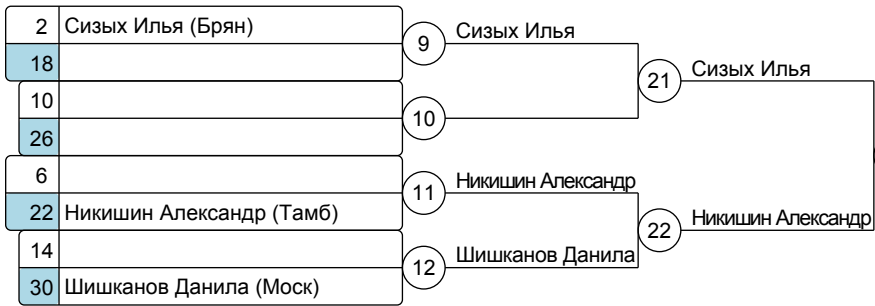 2 Сизых Илья (Брян)
18
10
26
6
22 Никишин Александр (Тамб)
14
30 Шишканов Данила (Моск)
9 Сизых Илья
10
11 Никишин Александр
12 Шишканов Данила
21 Сизых Илья
22 Никишин Александр